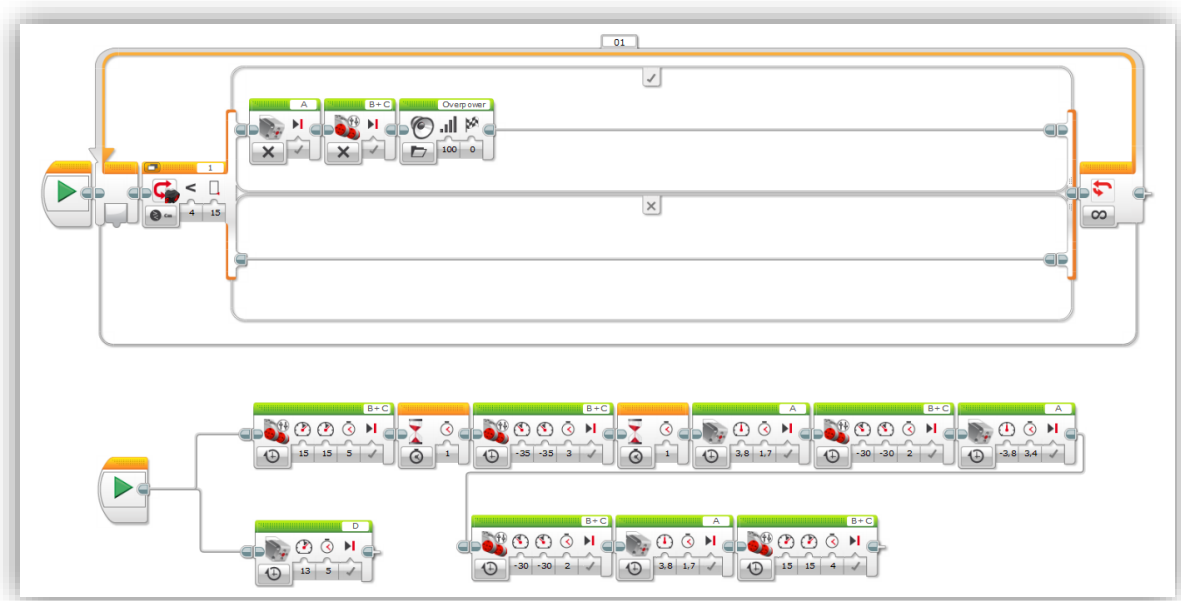 01
A B+C Overpower
100 0
1
< 4 15
cm
B+C B+C A B+C A
15 15 5 1 -35 -35 3 1 3,8 1,7 -30 -30 2 -3,8 3,4
D B+C A B+C
13 5 -30 -30 2 3,8 1,7 15 15 4